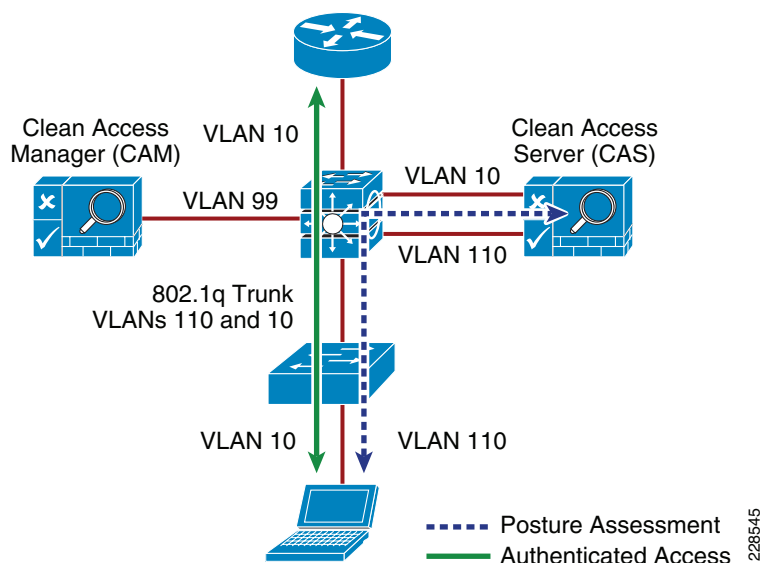 VLAN 10
Clean Access
Manager (CAM)
Clean Access
Server (CAS)
VLAN 99
VLAN 10
VLAN 110
802.1q Trunk
VLANs 110 and 10
VLAN 10
VLAN 110
Posture Assessment
Authenticated Access
228545